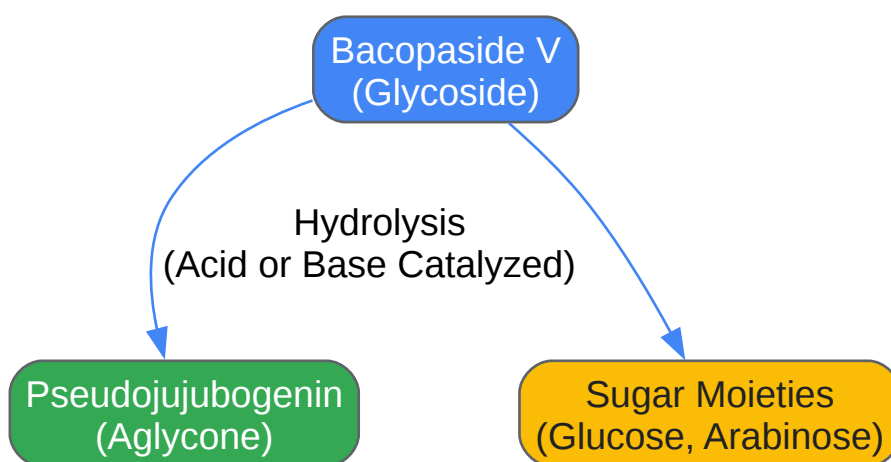 Bacopaside V
(Glycoside)
Hydrolysis
(Acid or Base Catalyzed)
Pseudojujubogenin
(Aglycone)
Sugar Moieties
(Glucose, Arabinose)